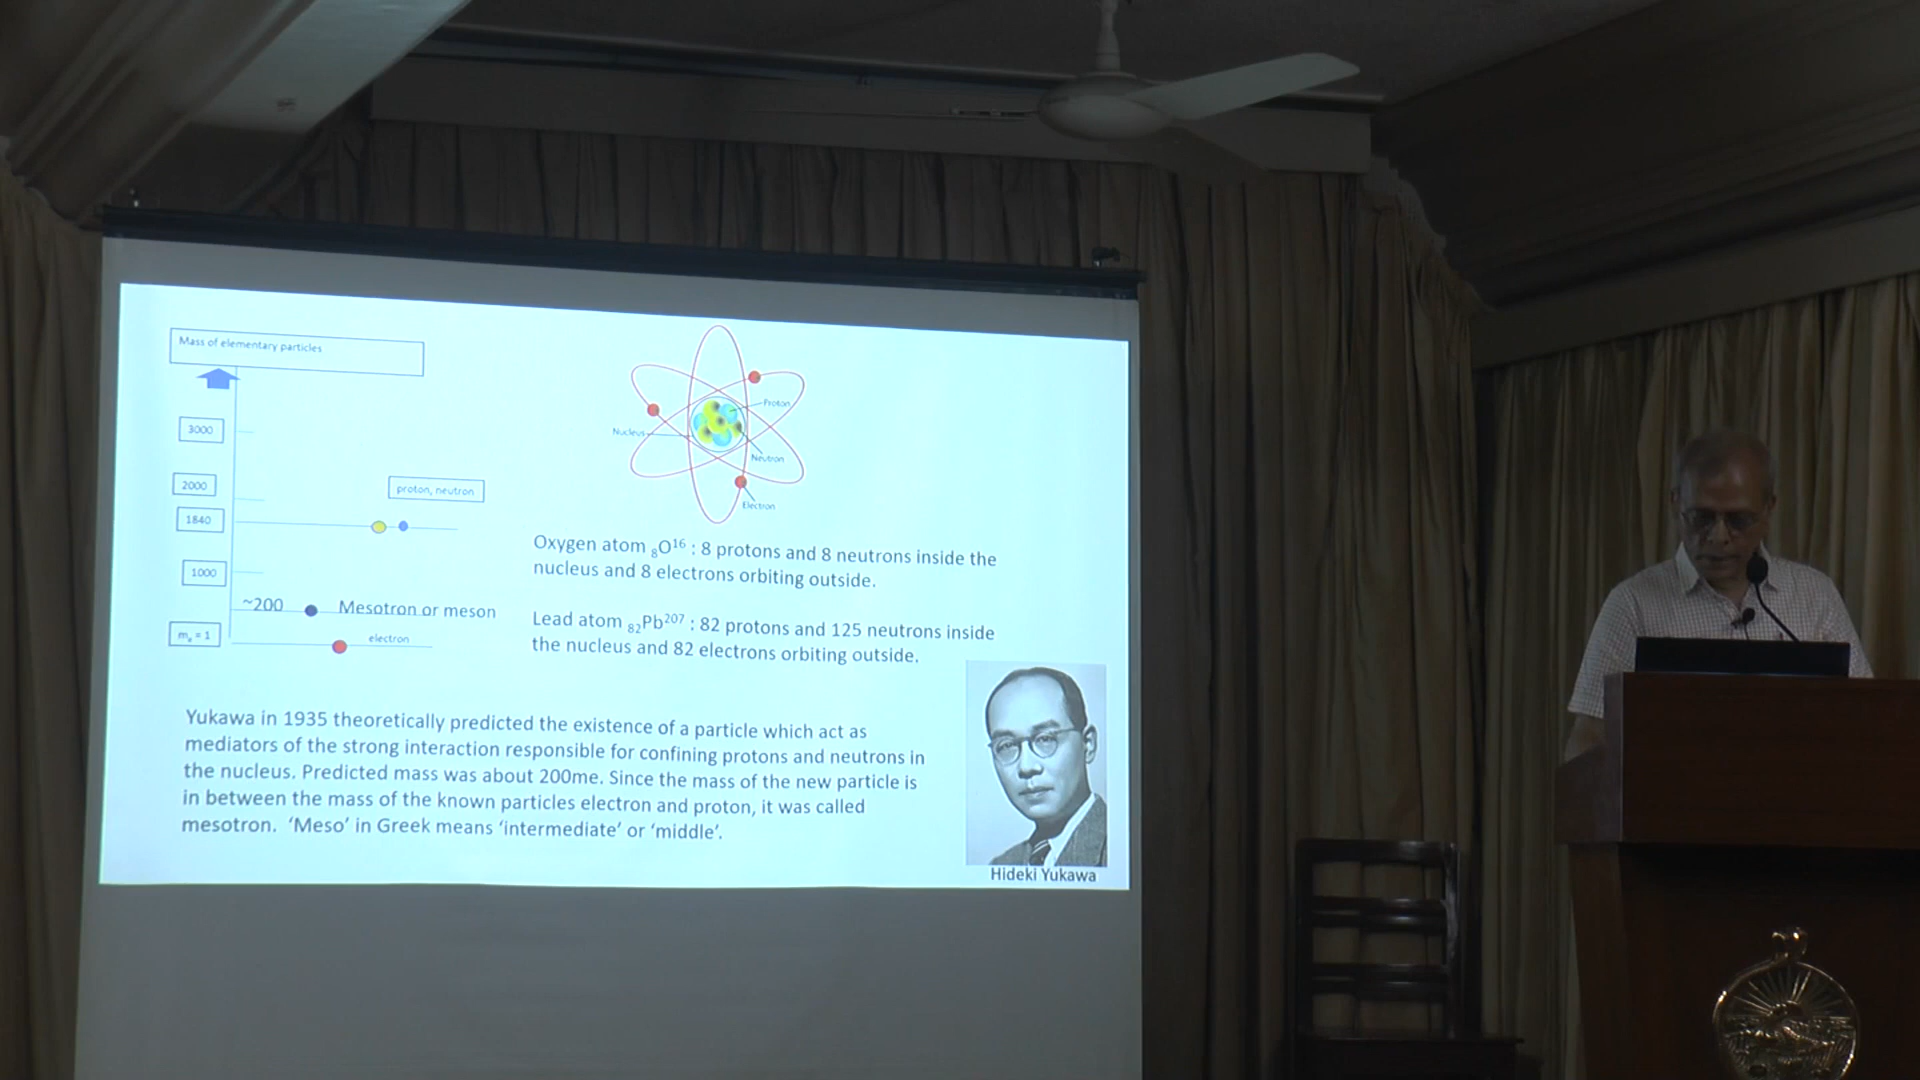 Mass of elementary particles
3000
2000
1840
1000
mₑ = 1
proton, neutron
~200
Mesotron or meson
electron
Proton
Nucleus
Neutron
Electron
Oxygen atom ₈O¹⁶ : 8 protons and 8 neutrons inside the
nucleus and 8 electrons orbiting outside.
Lead atom ₈₂Pb²⁰⁷ : 82 protons and 125 neutrons inside
the nucleus and 82 electrons orbiting outside.
Yukawa in 1935 theoretically predicted the existence of a particle which act as
mediators of the strong interaction responsible for confining protons and neutrons in
the nucleus. Predicted mass was about 200me. Since the mass of the new particle is
in between the mass of the known particles electron and proton, it was called
mesotron. ‘Meso’ in Greek means ‘intermediate’ or ‘middle’.
Hideki Yukawa